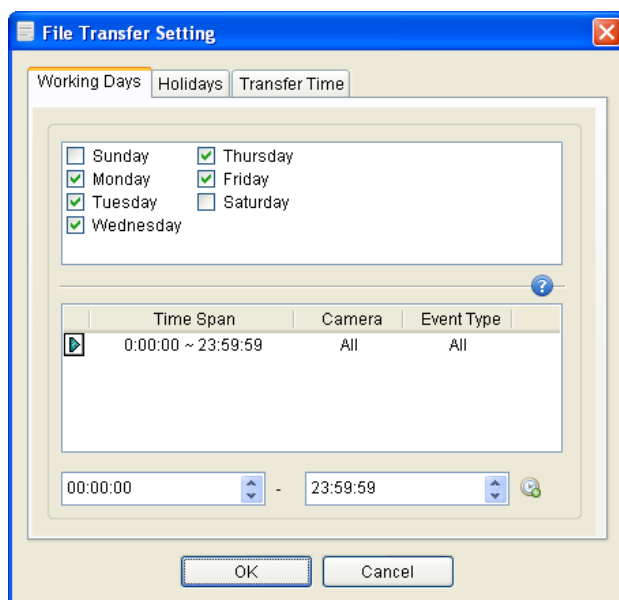 File Transfer Setting
Working Days Holidays Transfer Time
Sunday Thursday
Monday Friday
Tuesday Saturday
Wednesday
?
Time Span Camera Event Type
0:00:00 ~ 23:59:59 All All
00:00:00 - 23:59:59
OK Cancel